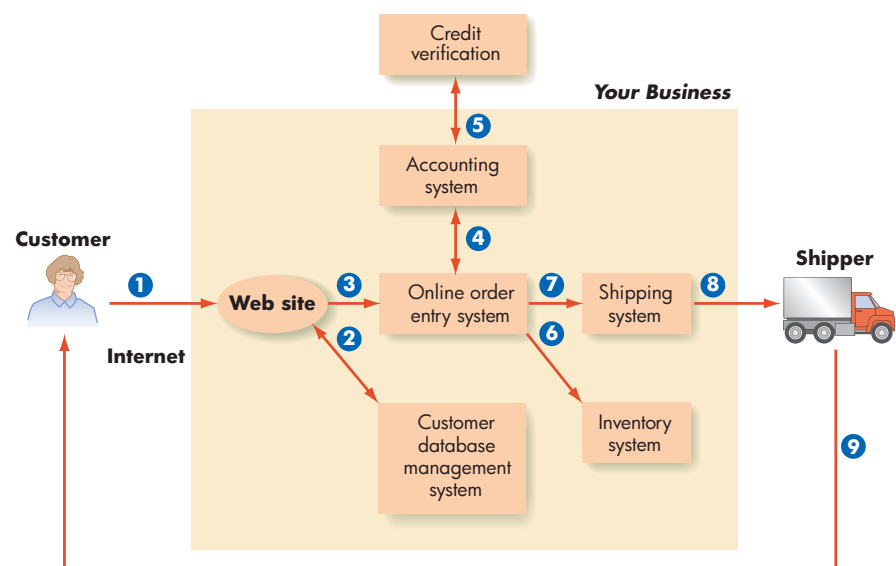 Credit
verification
Your Business
5
Accounting
system
4
Customer
Shipper
1
Web site
3
Online order
entry system
7
Shipping
system
8
Internet
2
6
Customer
database
management
system
Inventory
system
9